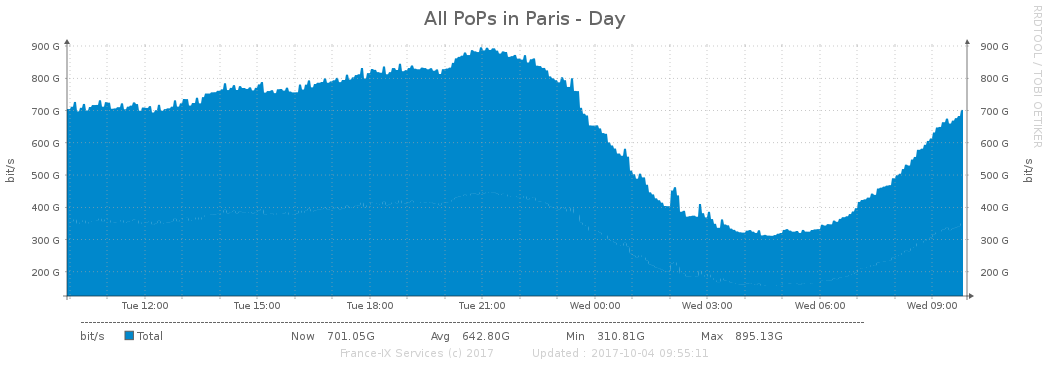 All PoPs in Paris - Day
RRDTOOL / TOBI OETIKER
900 G 900 G
800 G 800 G
700 G 700 G
600 G 600 G
500 G 500 G
400 G 400 G
300 G 300 G
200 G 200 G
bit/s
bit/s
Tue 12:00 Tue 15:00 Tue 18:00 Tue 21:00 Wed 00:00 Wed 03:00 Wed 06:00 Wed 09:00
bit/s Total Now 701.05G Avg 642.80G Min 310.81G Max 895.13G
France-IX Services (c) 2017 Updated : 2017-10-04 09:55:11